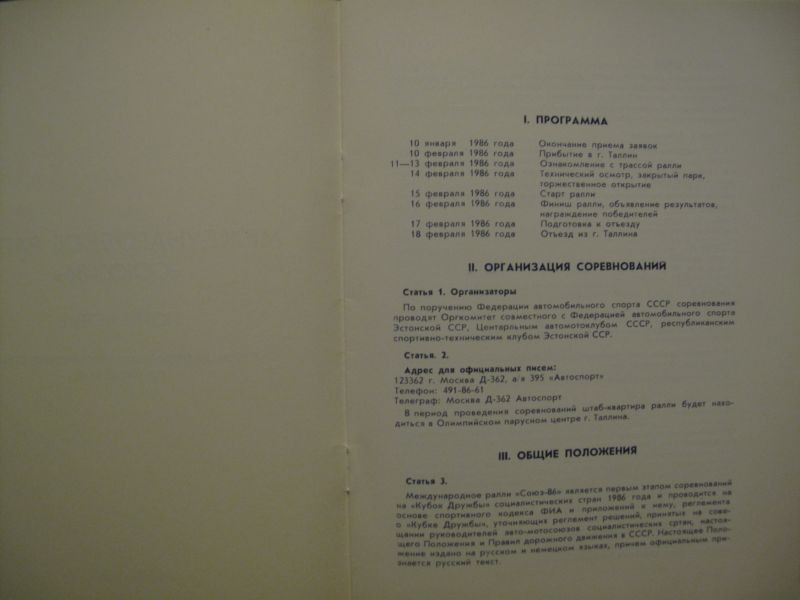 I. ПРОГРАММА
10 января 1986 года Окончание приема заявок
10 февраля 1986 года Прибытие в г. Таллин
11—13 февраля 1986 года Ознакомление с трассой ралли
14 февраля 1986 года Технический осмотр, закрытый парк,
торжественное открытие
15 февраля 1986 года Старт ралли
16 февраля 1986 года Финиш ралли, объявление результатов,
награждение победителей
17 февраля 1986 года Подготовка к отъезду
18 февраля 1986 года Отъезд из г. Таллина
II. ОРГАНИЗАЦИЯ СОРЕВНОВАНИЙ
Статья 1. Организаторы
По поручению Федерации автомобильного спорта СССР соревнования
проводят Оргкомитет совместного с Федерацией автомобильного спорта
Эстонской ССР, Центарльным автомотоклубом СССР, республиканским
спортивно-техническим клубом Эстонской ССР.
Статья. 2.
Адрес для официальных писем:
123362 г. Москва Д-362, а/я 395 «Автоспорт»
Телефон: 491-86-61
Телеграф: Москва Д-362 Автоспорт
В период проведения соревнований штаб-квартира ралли будет нахо-
диться в Олимпийском парусном центре г. Таллина.
III. ОБЩИЕ ПОЛОЖЕНИЯ
Статья 3.
Международное ралли «Союз-86» является первым этапом соревнований
на «Кубок Дружбы» социалистических стран 1986 года и проводится на
основе спортивного кодекса ФИА и приложений к нему, регламента
о «Кубке Дружбы», уточняющих регламент решений, принятых на сове-
щании руководителей авто-мотосоюзов социалистических сртан, настоя-
щего Положения и Правил дорожного движения в СССР. Настоящее Поло-
жение издано на русском и немецком языках, причем официальным при-
знается русский текст.